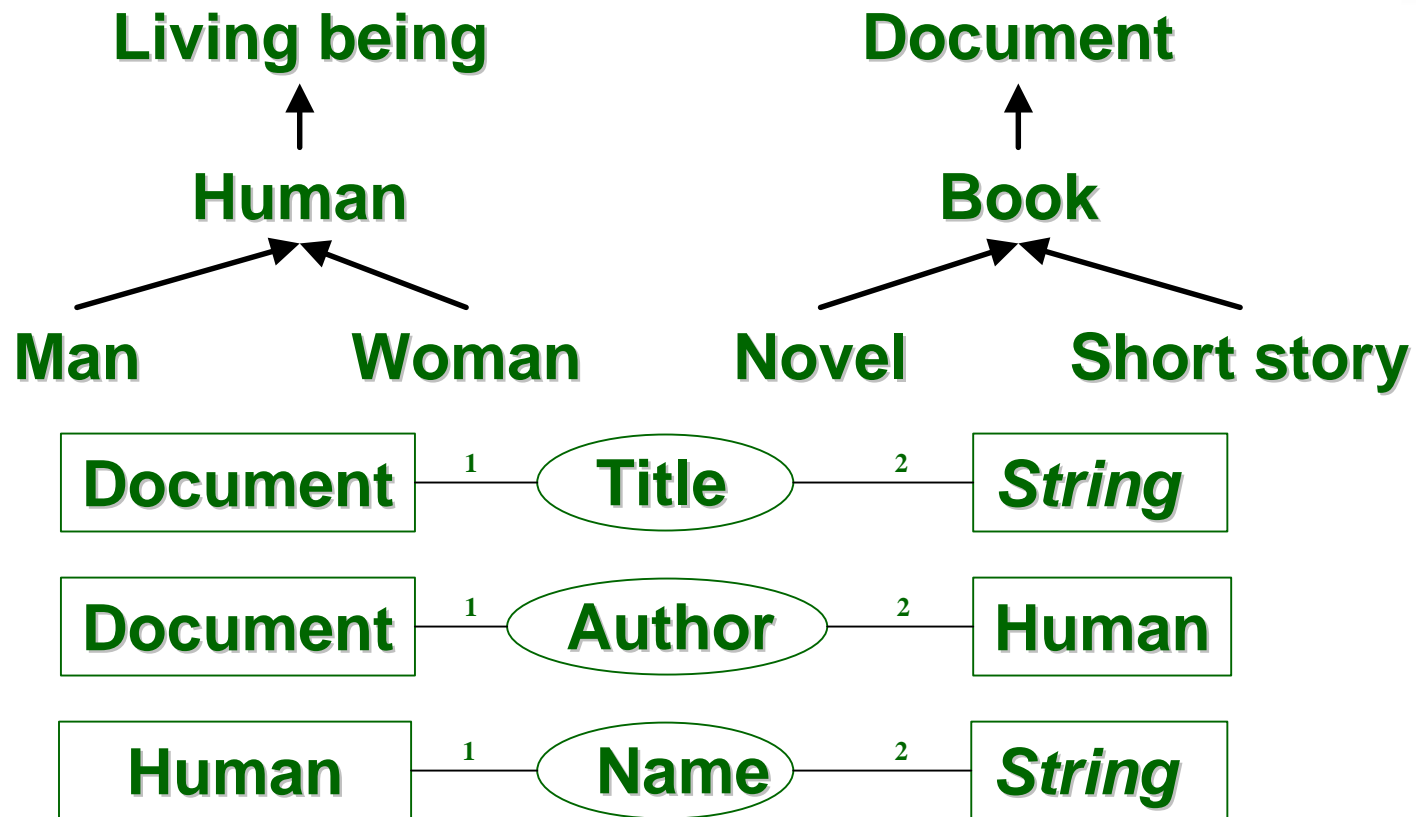 Living being Document
Human Book
Man Woman Novel Short story
Document 1 Title 2 String
Document 1 Author 2 Human
Human 1 Name 2 String